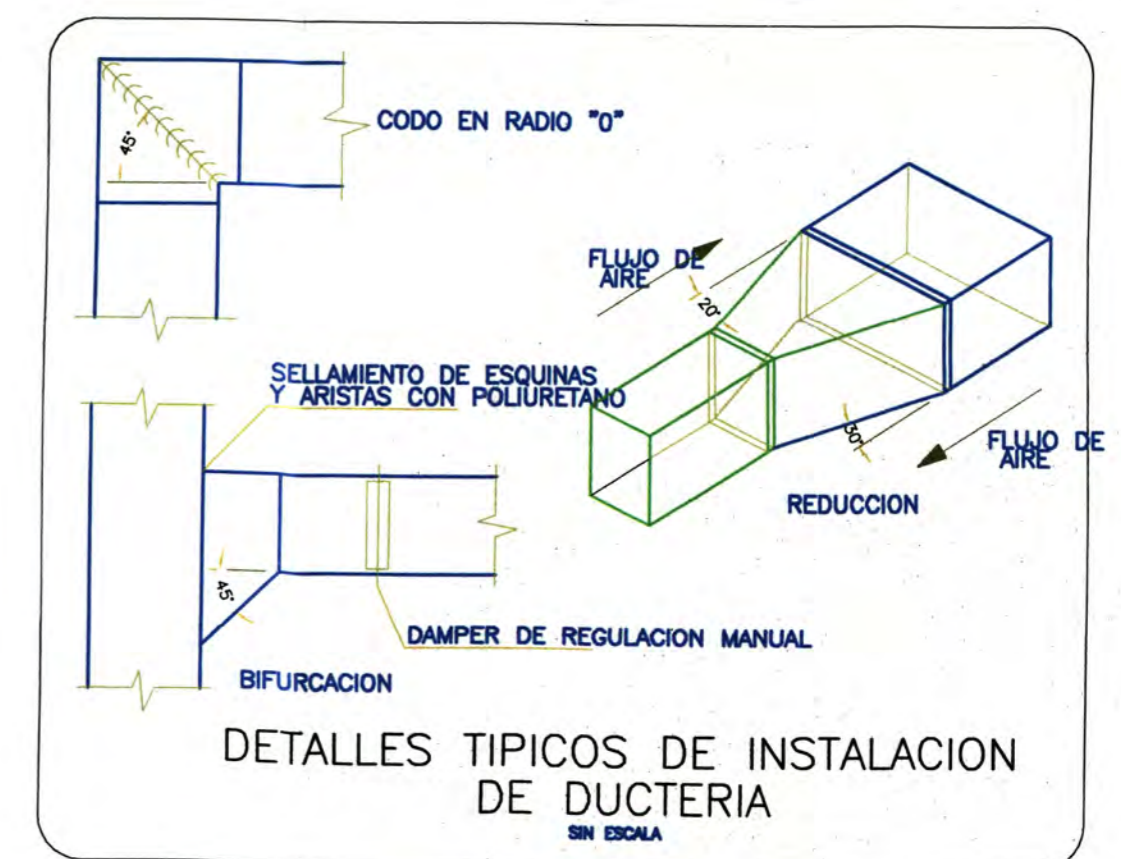 CODO EN RADIO "0"
45°
FLUJO DE
AIRE
20°
SELLAMIENTO DE ESQUINAS
Y ARISTAS CON POLIURETANO
30°
FLUJO DE
AIRE
REDUCCION
45°
DAMPER DE REGULACION MANUAL
BIFURCACION
DETALLES TIPICOS DE INSTALACION
DE DUCTERIA
SIN ESCALA